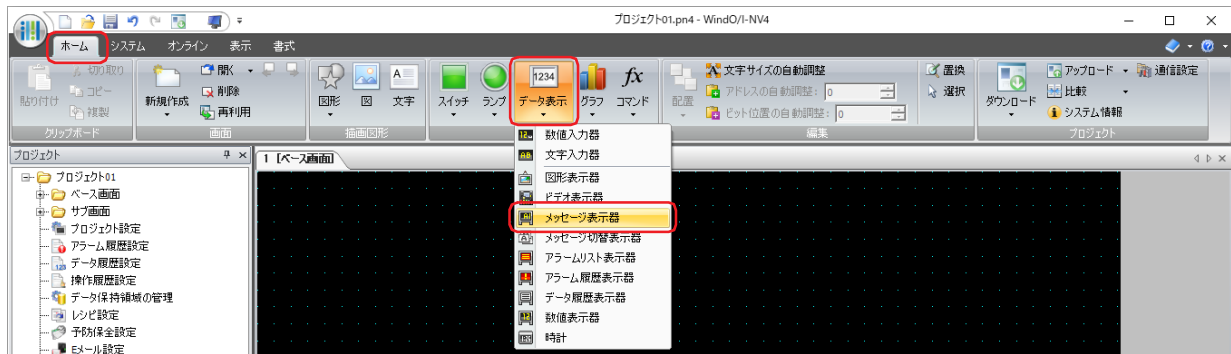 プロジェクト01.pn4 - WindO/I-NV4
ホーム システム オンライン 表示 書式
貼り付け 切り取り コピー 複製
クリップボード
新規作成 開く 削除 再利用
画面
図形 図 A 文字
描画図形
スイッチ ランプ 1234 データ表示 グラフ fx コマンド
配置 文字サイズの自動調整 置換
アドレスの自動調整: 0 選択
ビット位置の自動調整: 0
編集
ダウンロード アップロード 通信設定
比較
システム情報
プロジェクト
数値入力器
文字入力器
図形表示器
ビデオ表示器
メッセージ表示器
メッセージ切替表示器
アラームリスト表示器
アラーム履歴表示器
データ履歴表示器
数値表示器
時計
プロジェクト
1 [ベース画面]
プロジェクト01
ベース画面
サブ画面
プロジェクト設定
アラーム履歴設定
データ履歴設定
操作履歴設定
データ保持領域の管理
レシピ設定
予防保全設定
Eメール設定